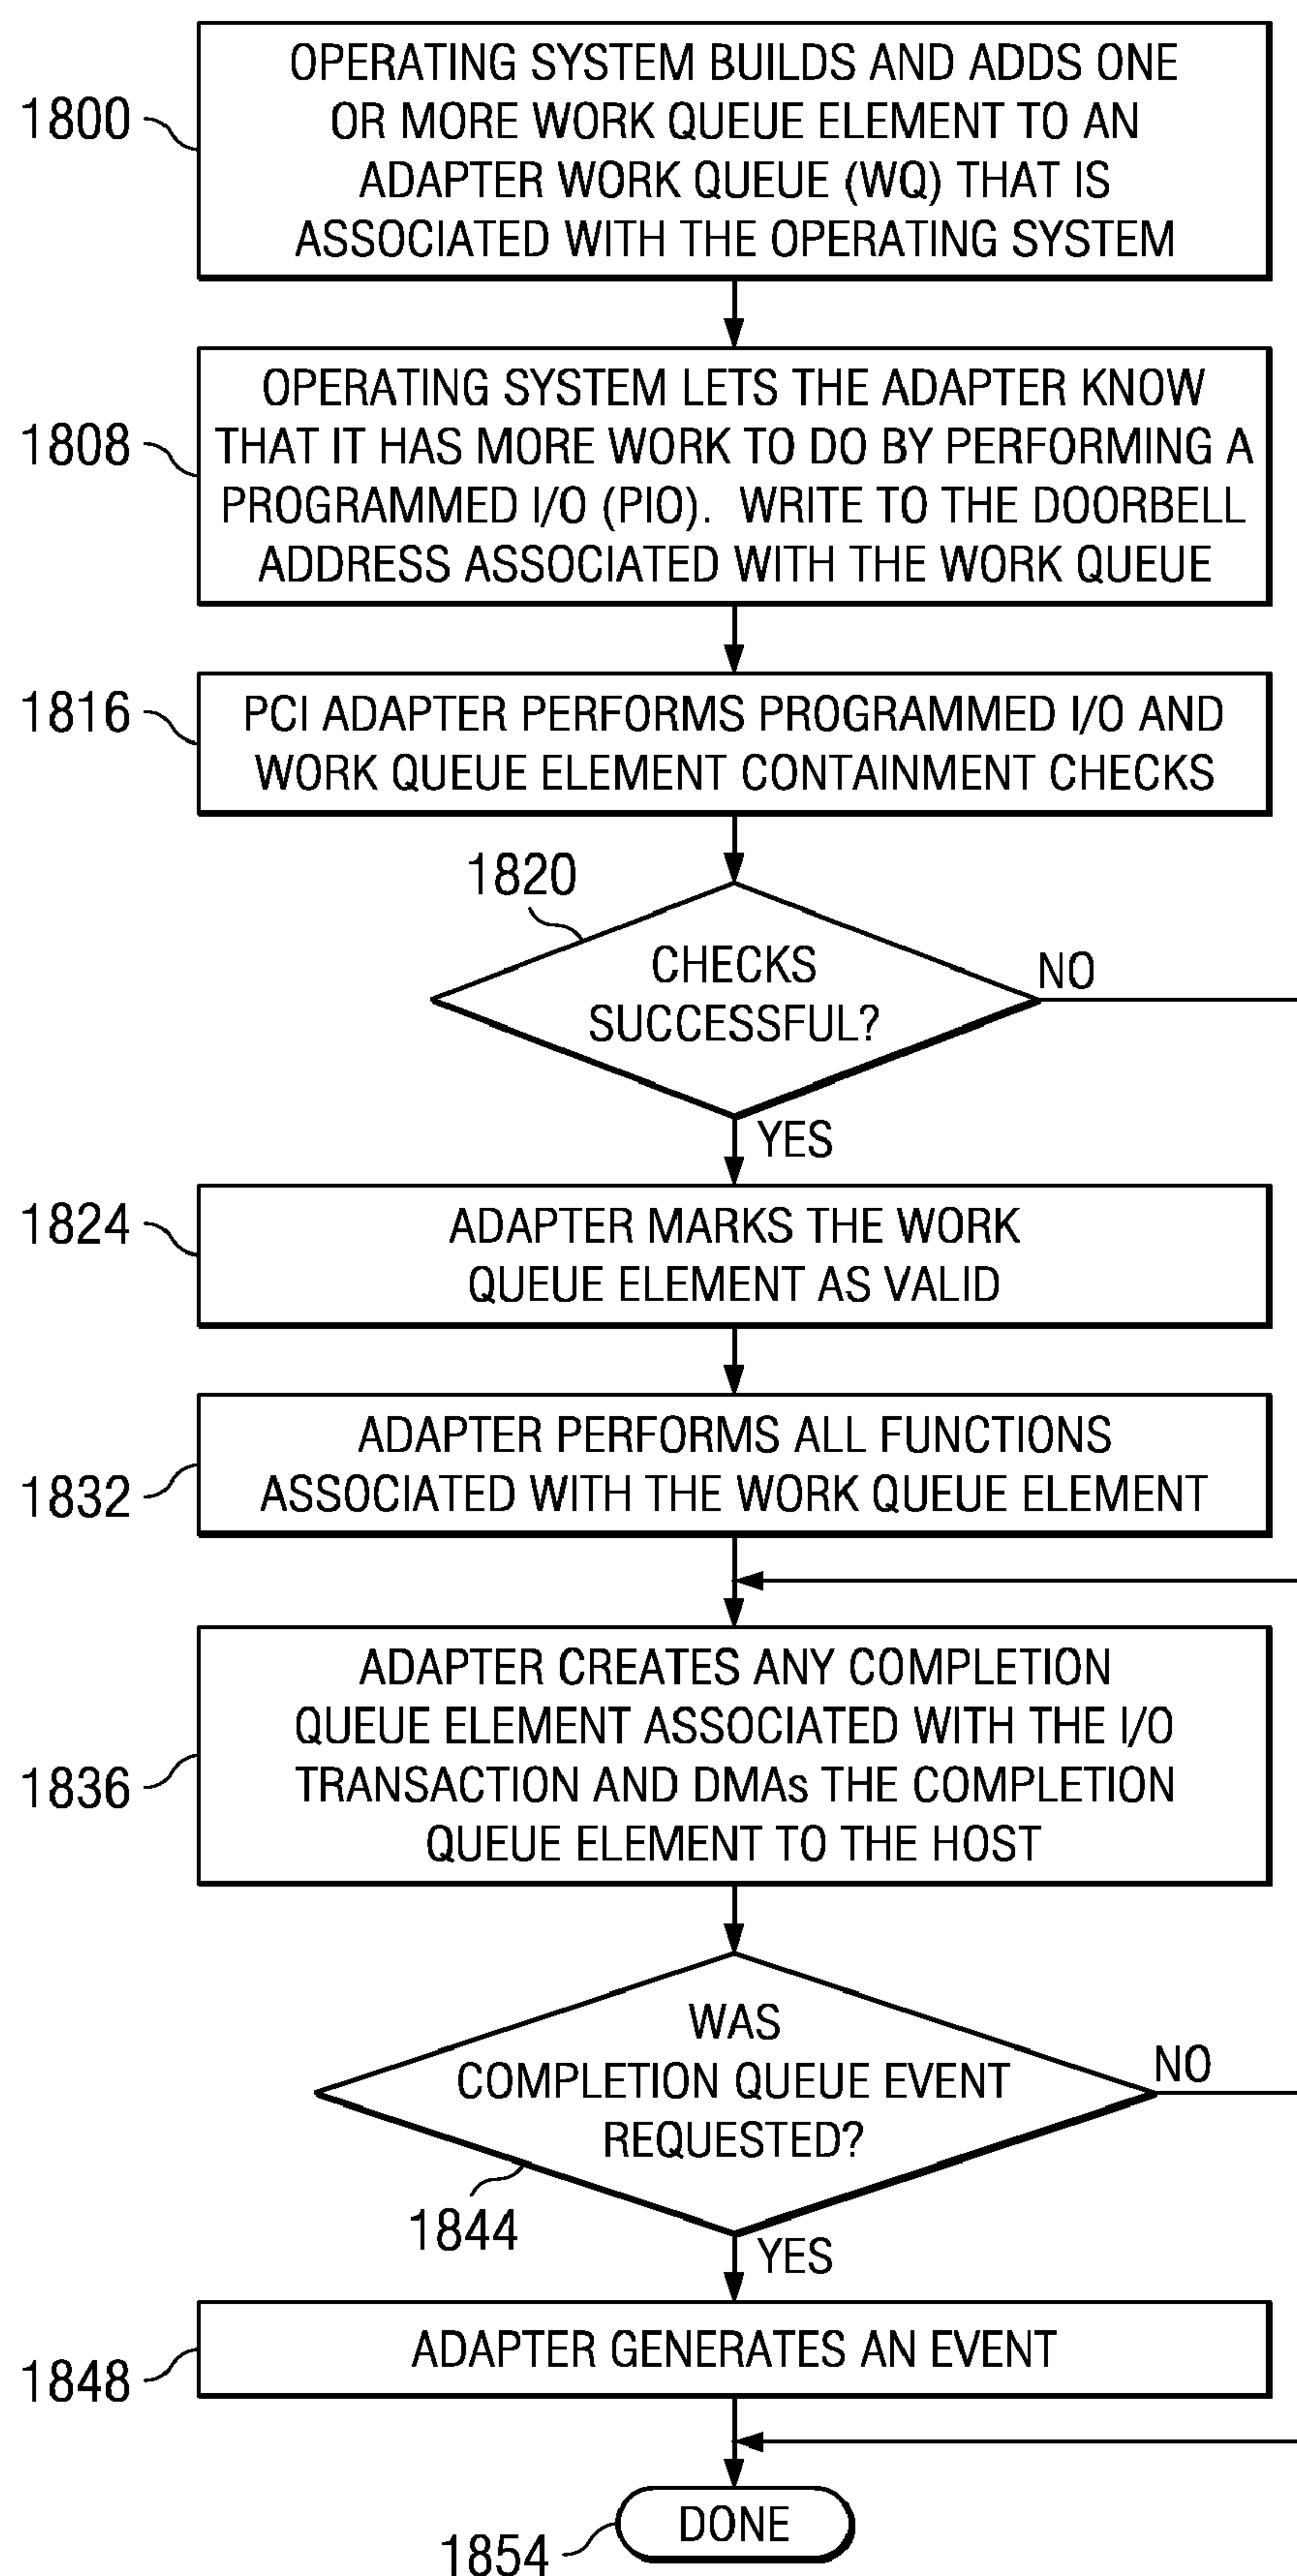 OPERATING SYSTEM BUILDS AND ADDS ONE
OR MORE WORK QUEUE ELEMENT TO AN
ADAPTER WORK QUEUE (WQ) THAT IS
ASSOCIATED WITH THE OPERATING SYSTEM
1800
OPERATING SYSTEM LETS THE ADAPTER KNOW
THAT IT HAS MORE WORK TO DO BY PERFORMING A
PROGRAMMED I/O (PIO). WRITE TO THE DOORBELL
ADDRESS ASSOCIATED WITH THE WORK QUEUE
1808
PCI ADAPTER PERFORMS PROGRAMMED I/O AND
WORK QUEUE ELEMENT CONTAINMENT CHECKS
1816
1820
CHECKS
SUCCESSFUL?
NO
YES
ADAPTER MARKS THE WORK
QUEUE ELEMENT AS VALID
1824
ADAPTER PERFORMS ALL FUNCTIONS
ASSOCIATED WITH THE WORK QUEUE ELEMENT
1832
ADAPTER CREATES ANY COMPLETION
QUEUE ELEMENT ASSOCIATED WITH THE I/O
TRANSACTION AND DMAs THE COMPLETION
QUEUE ELEMENT TO THE HOST
1836
WAS
COMPLETION QUEUE EVENT
REQUESTED?
NO
1844
YES
ADAPTER GENERATES AN EVENT
1848
DONE
1854